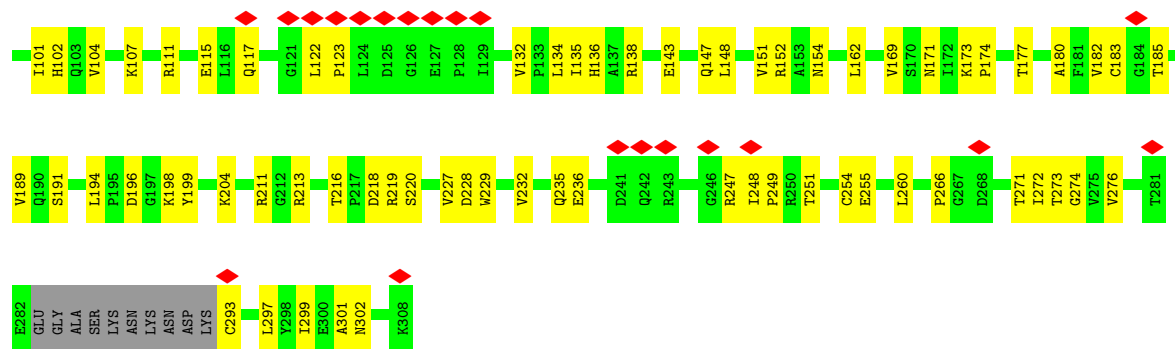 I101 H102 Q103 V104 K107 R111 E115 L116 Q117 G121 L122 P123 L124 D125 G126 E127 P128 I129 V132 P133 L134 I135 H136 A137 R138 E143 Q147 L148 V151 R152 A153 N154 L162 V169 S170 N171 I172 K173 P174 T177 A180 F181 V182 C183 G184 T185
V189 Q190 S191 L194 P195 D196 G197 K198 Y199 K204 R211 G212 R213 T216 P217 D218 R219 S220 V227 D228 W229 V232 Q235 E236 D241 Q242 R243 G246 R247 I248 P249 R250 T251 C254 E255 L260 P266 G267 D268 T271 I272 T273 G274 V275 V276 T281
E282 GLU GLY ALA SER LYS ASN LYS ASN ASP LYS C293 L297 Y298 I299 E300 A301 N302 K308